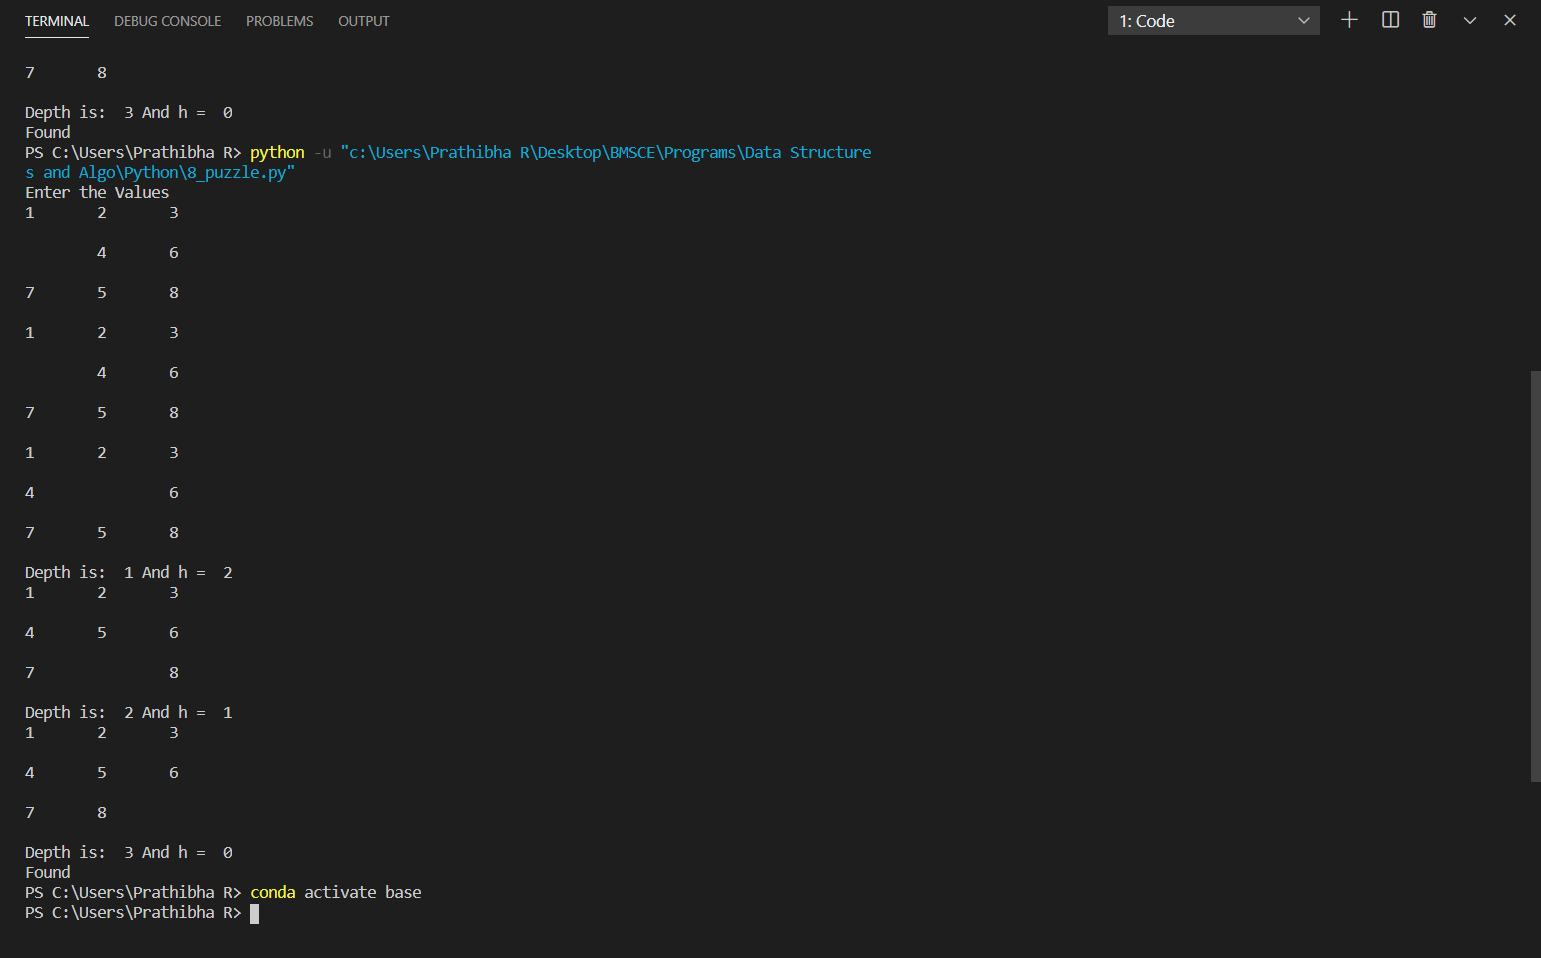 TERMINAL DEBUG CONSOLE PROBLEMS OUTPUT 1: Code
7 8
Depth is: 3 And h = 0
Found
PS C:\Users\Prathibha R> python -u "c:\Users\Prathibha R\Desktop\BMSCE\Programs\Data Structure
s and Algo\Python\8_puzzle.py"
Enter the Values
1 2 3
4 6
7 5 8
1 2 3
4 6
7 5 8
1 2 3
4 6
7 5 8
Depth is: 1 And h = 2
1 2 3
4 5 6
7 8
Depth is: 2 And h = 1
1 2 3
4 5 6
7 8
Depth is: 3 And h = 0
Found
PS C:\Users\Prathibha R> conda activate base
PS C:\Users\Prathibha R>